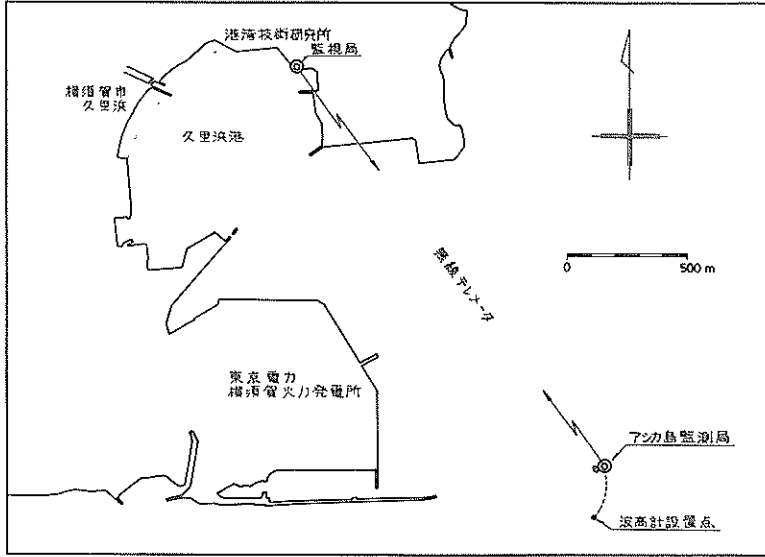 港湾技術研究所
監視局
横須賀市
久里浜
久里浜港
0 500 m
無線テレメータ
東京電力
横須賀火力発電所
アシカ島監測局
波高計設置点